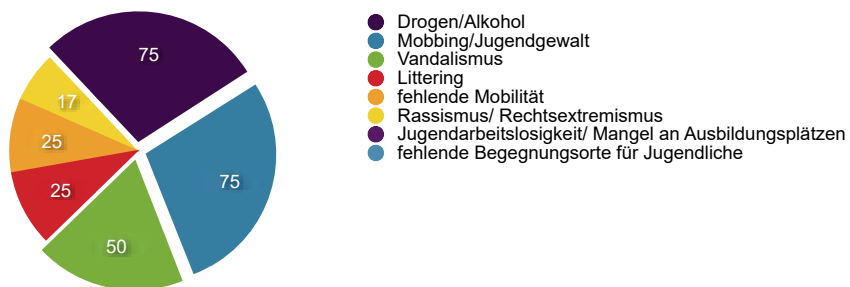 75
75
50
25
25
17
Drogen/Alkohol
Mobbing/Jugendgewalt
Vandalismus
Littering
fehlende Mobilität
Rassismus/ Rechtsextremismus
Jugendarbeitslosigkeit/ Mangel an Ausbildungsplätzen
fehlende Begegnungsorte für Jugendliche